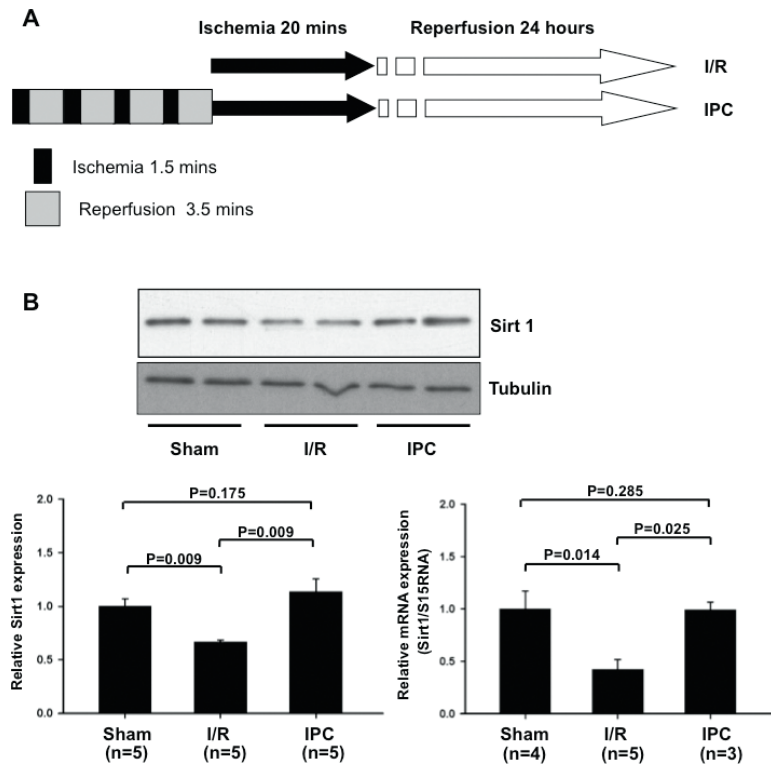 A
Ischemia 20 mins Reperfusion 24 hours
I/R
IPC
Ischemia 1.5 mins
Reperfusion 3.5 mins
B
Sirt 1
Tubulin
Sham I/R IPC
Relative Sirt1 expression
2.0
1.5
1.0
0.5
0.0
P=0.175
P=0.009
P=0.009
Sham I/R IPC
(n=5) (n=5) (n=5)
Relative mRNA expression
(Sirt1/S15RNA)
2.0
1.5
1.0
0.5
0.0
P=0.285
P=0.025
P=0.014
Sham I/R IPC
(n=4) (n=5) (n=3)